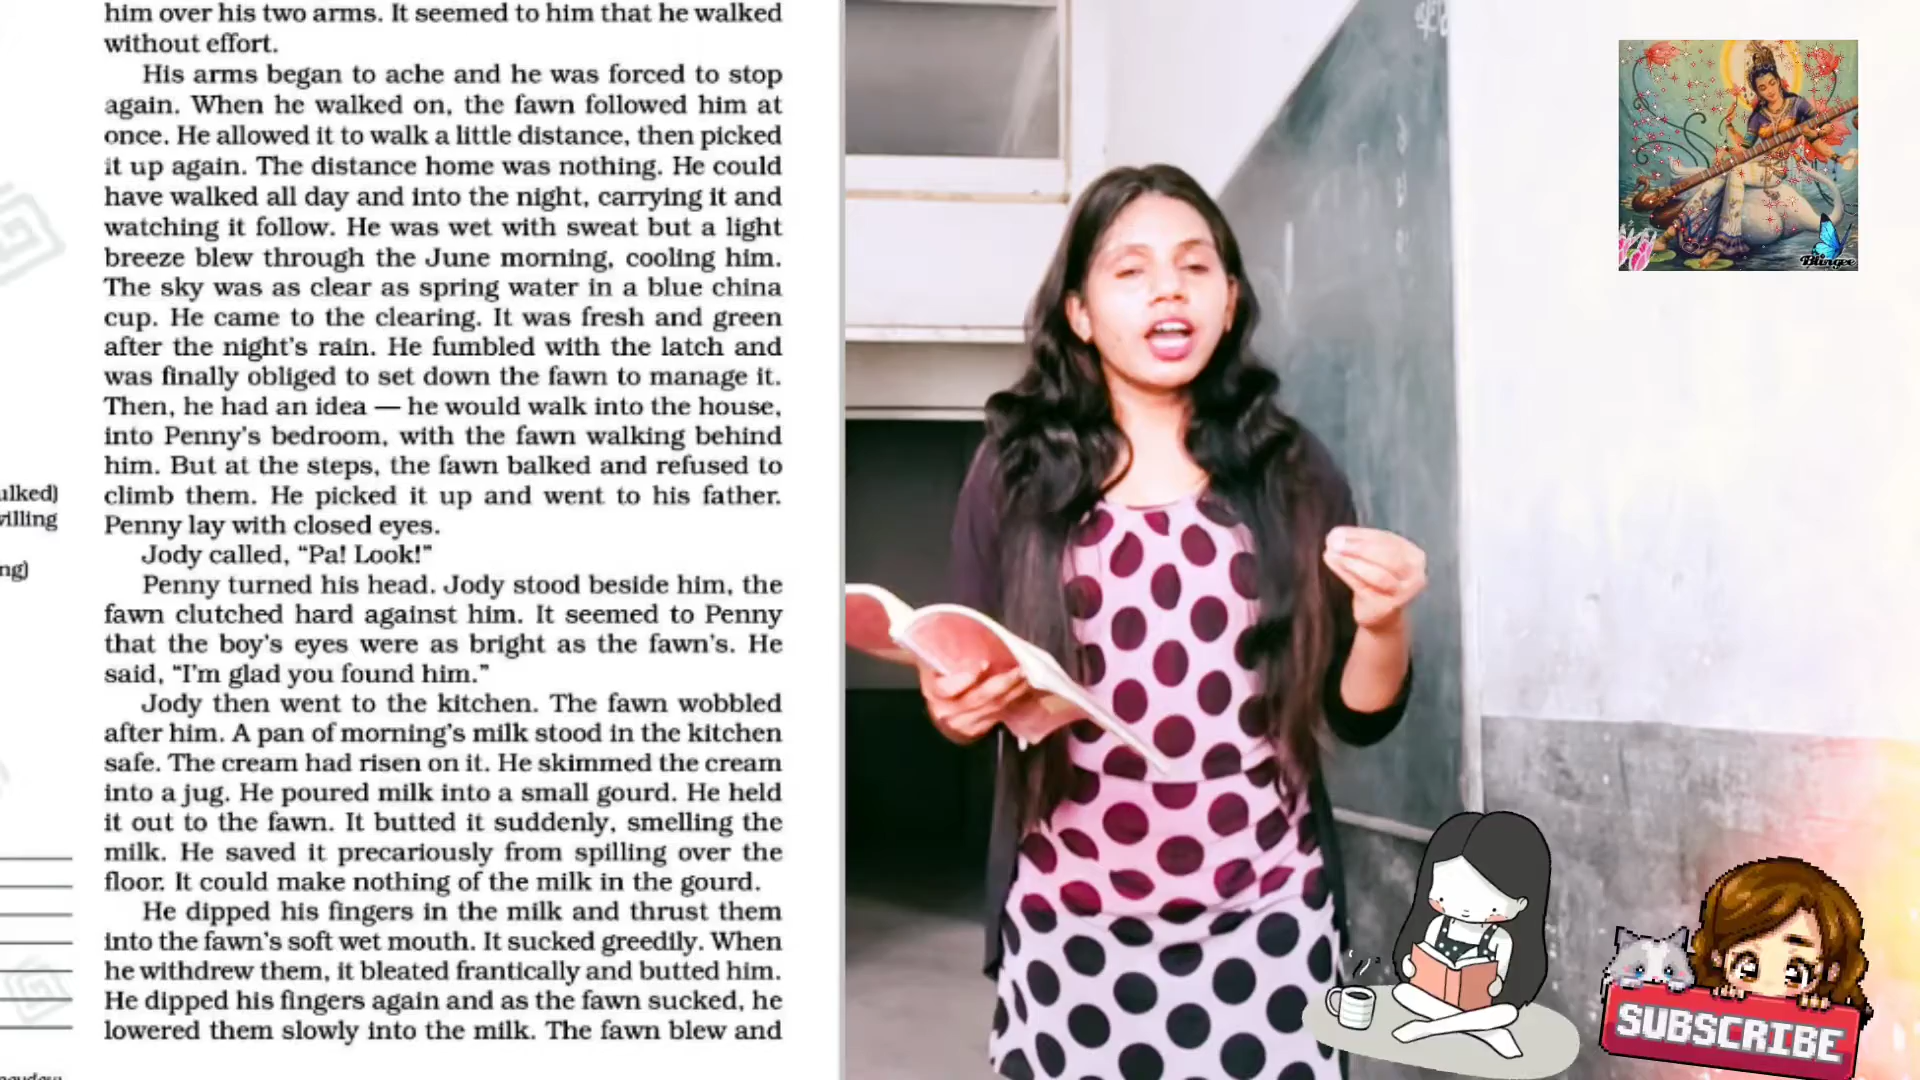 him over his two arms. It seemed to him that he walked
without effort.
His arms began to ache and he was forced to stop
again. When he walked on, the fawn followed him at
once. He allowed it to walk a little distance, then picked
it up again. The distance home was nothing. He could
have walked all day and into the night, carrying it and
watching it follow. He was wet with sweat but a light
breeze blew through the June morning, cooling him.
The sky was as clear as spring water in a blue china
cup. He came to the clearing. It was fresh and green
after the night's rain. He fumbled with the latch and
was finally obliged to set down the fawn to manage it.
Then, he had an idea — he would walk into the house,
into Penny's bedroom, with the fawn walking behind
him. But at the steps, the fawn balked and refused to
climb them. He picked it up and went to his father.
Penny lay with closed eyes.
Jody called, “Pa! Look!”
Penny turned his head. Jody stood beside him, the
fawn clutched hard against him. It seemed to Penny
that the boy's eyes were as bright as the fawn's. He
said, “I'm glad you found him.”
Jody then went to the kitchen. The fawn wobbled
after him. A pan of morning's milk stood in the kitchen
safe. The cream had risen on it. He skimmed the cream
into a jug. He poured milk into a small gourd. He held
it out to the fawn. It butted it suddenly, smelling the
milk. He saved it precariously from spilling over the
floor. It could make nothing of the milk in the gourd.
He dipped his fingers in the milk and thrust them
into the fawn's soft wet mouth. It sucked greedily. When
he withdrew them, it bleated frantically and butted him.
He dipped his fingers again and as the fawn sucked, he
lowered them slowly into the milk. The fawn blew and
ulked)
villing
ng)
Blingee
SUBSCRIBE